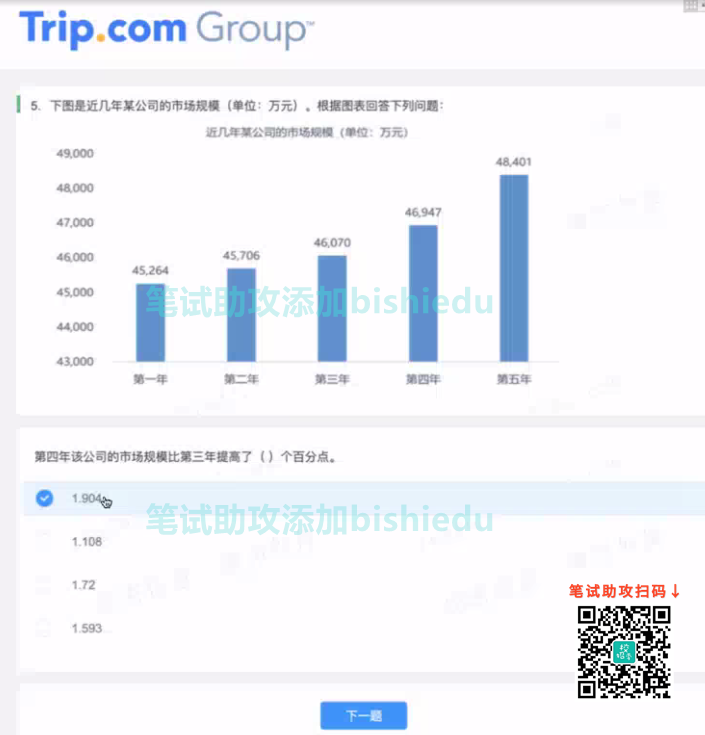 Trip.com Group™
5. 下图是近几年某公司的市场规模（单位：万元）。根据图表回答下列问题：
近几年某公司的市场规模（单位：万元）
49,000
48,000
47,000
46,000
45,000
44,000
43,000
45,264
45,706
46,070
46,947
48,401
笔试助攻添加bishiedu
第一年
第二年
第三年
第四年
第五年
第四年该公司的市场规模比第三年提高了（ ）个百分点。
1.904
笔试助攻添加bishiedu
1.108
1.72
1.593
笔试助攻扫码↓
下一题